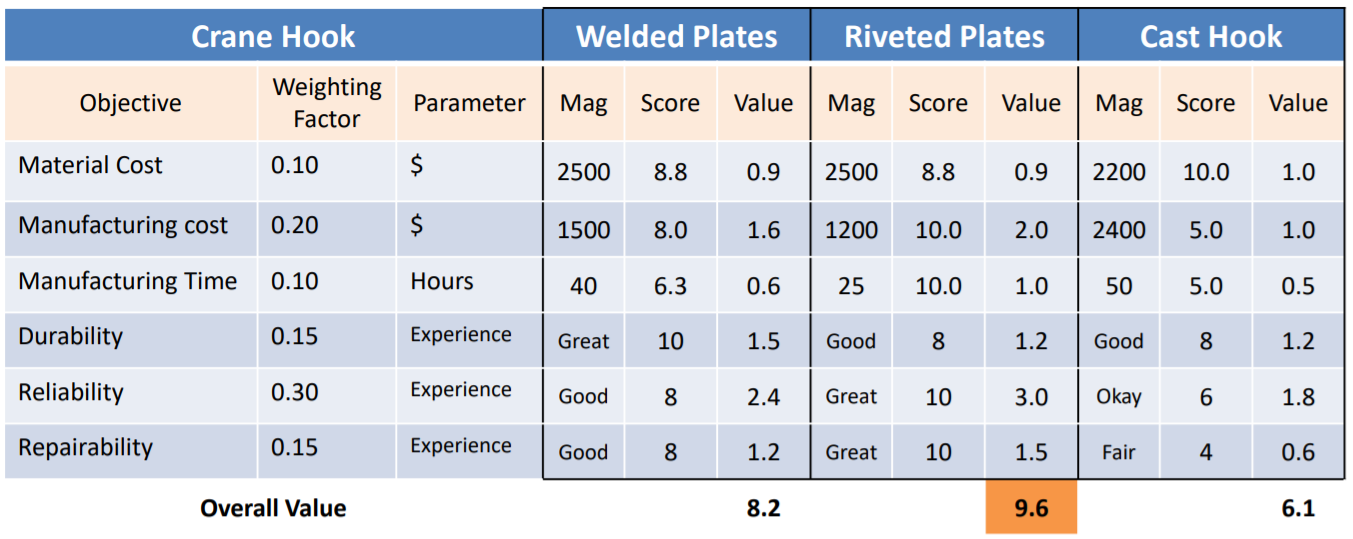 Crane Hook Welded Plates Riveted Plates Cast Hook
Objective Weighting Factor Parameter Mag Score Value Mag Score Value Mag Score Value
Material Cost 0.10 $ 2500 8.8 0.9 2500 8.8 0.9 2200 10.0 1.0
Manufacturing cost 0.20 $ 1500 8.0 1.6 1200 10.0 2.0 2400 5.0 1.0
Manufacturing Time 0.10 Hours 40 6.3 0.6 25 10.0 1.0 50 5.0 0.5
Durability 0.15 Experience Great 10 1.5 Good 8 1.2 Good 8 1.2
Reliability 0.30 Experience Good 8 2.4 Great 10 3.0 Okay 6 1.8
Repairability 0.15 Experience Good 8 1.2 Great 10 1.5 Fair 4 0.6
Overall Value 8.2 9.6 6.1